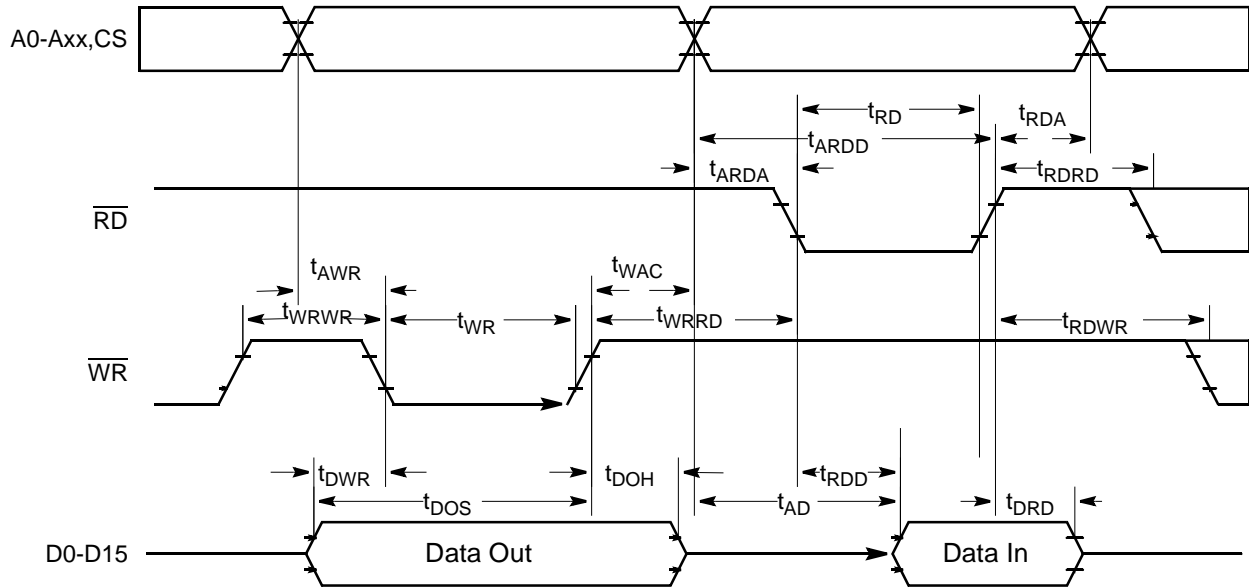 A0-Axx,CS
tRD
tRDA
tARDD
tARDA
tRDRD
RD
tAWR
tWAC
tWRWR
tWR
tWRRD
tRDWR
WR
tDWR
tDOH
tRDD
tDOS
tAD
tDRD
D0-D15
Data Out
Data In